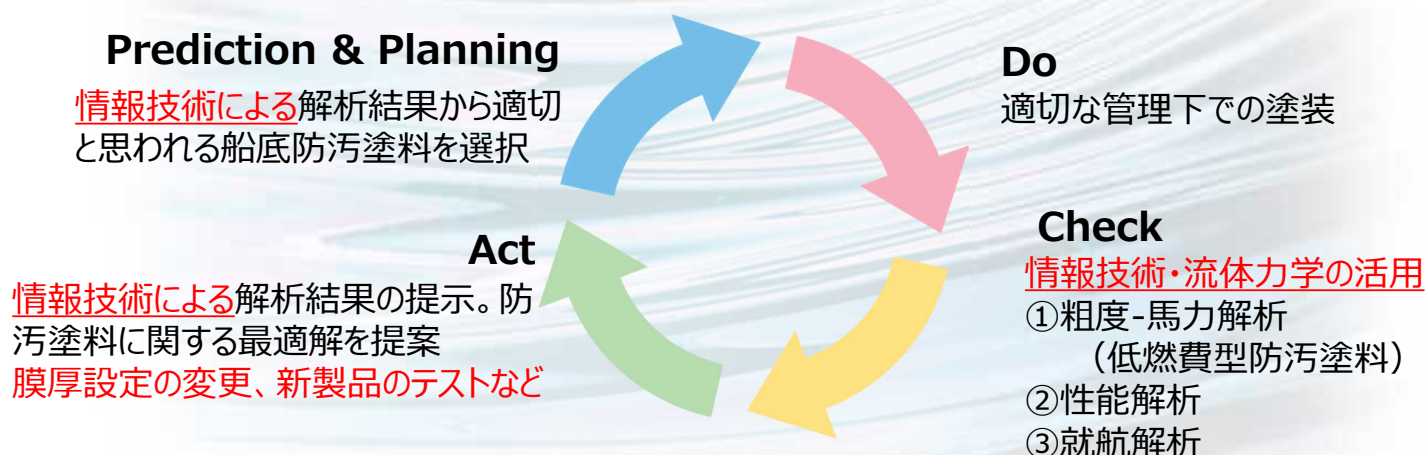 Prediction & Planning
情報技術による解析結果から適切
と思われる船底防汚塗料を選択
Do
適切な管理下での塗装
Check
情報技術・流体力学の活用
①粗度-馬力解析
（低燃費型防汚塗料）
②性能解析
③就航解析
Act
情報技術による解析結果の提示。防
汚塗料に関する最適解を提案
膜厚設定の変更、新製品のテストなど